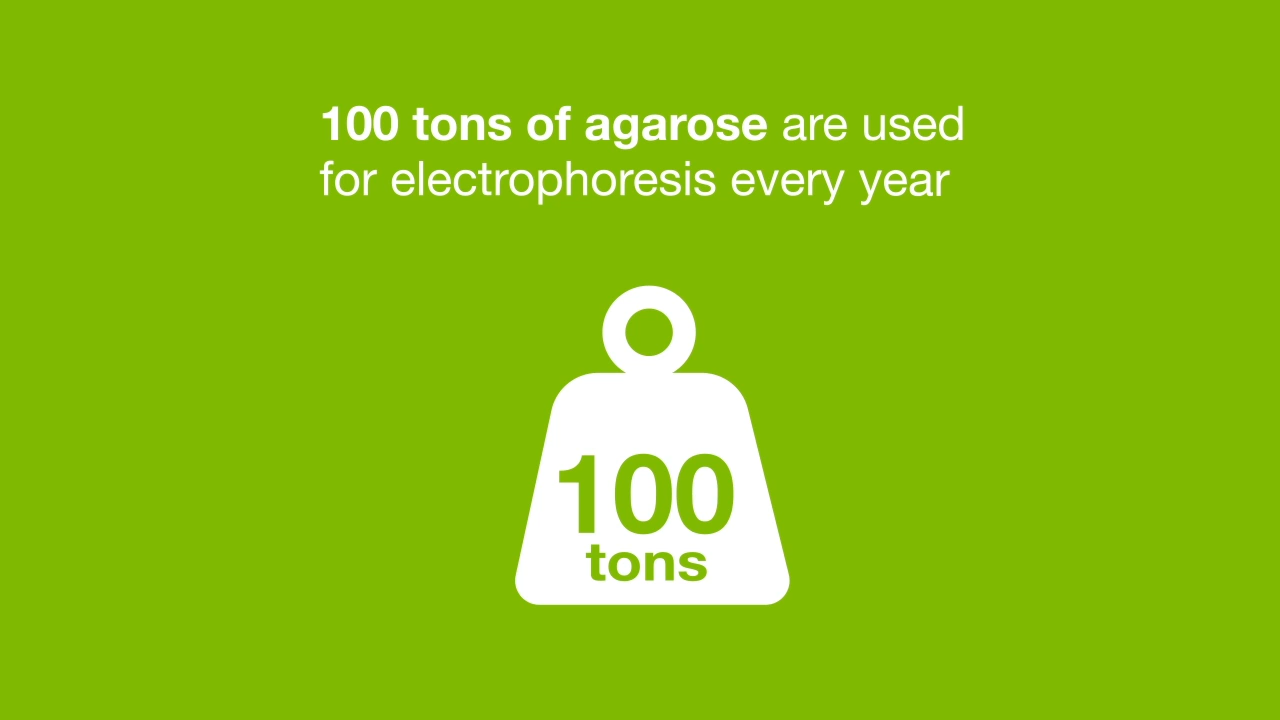 100 tons of agarose are used
for electrophoresis every year
100
tons